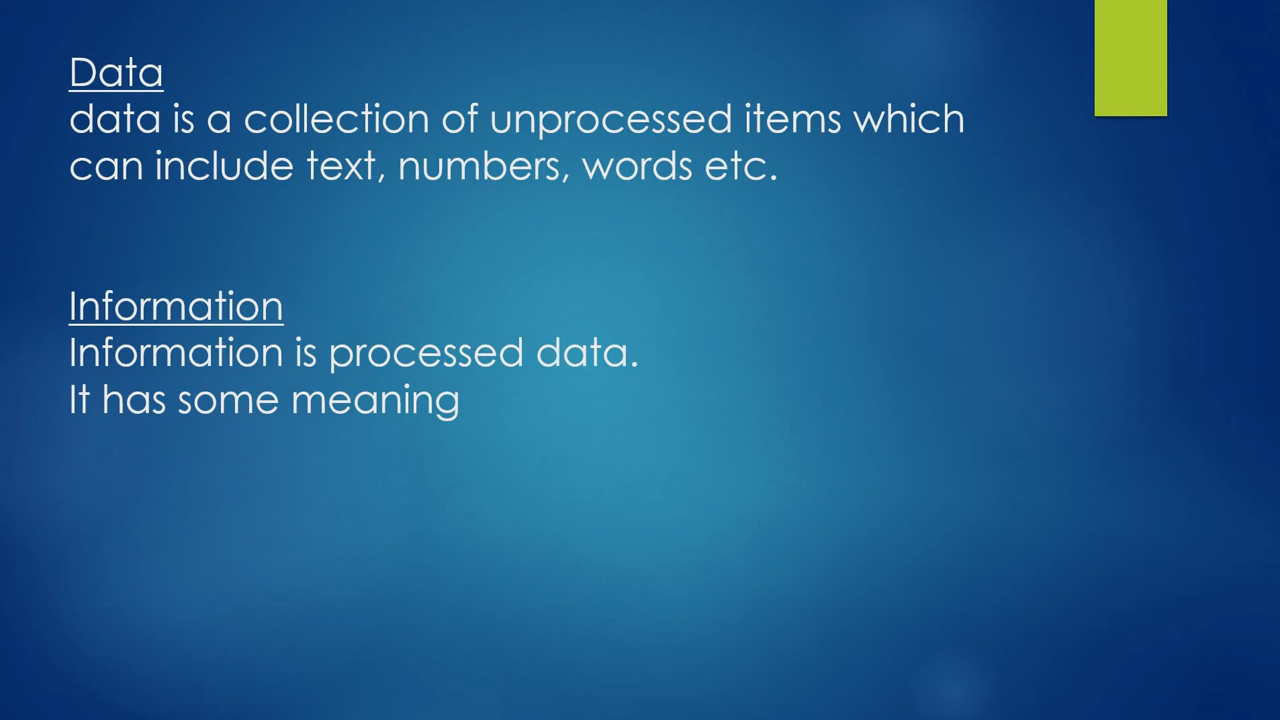 Data
data is a collection of unprocessed items which
can include text, numbers, words etc.
Information
Information is processed data.
It has some meaning